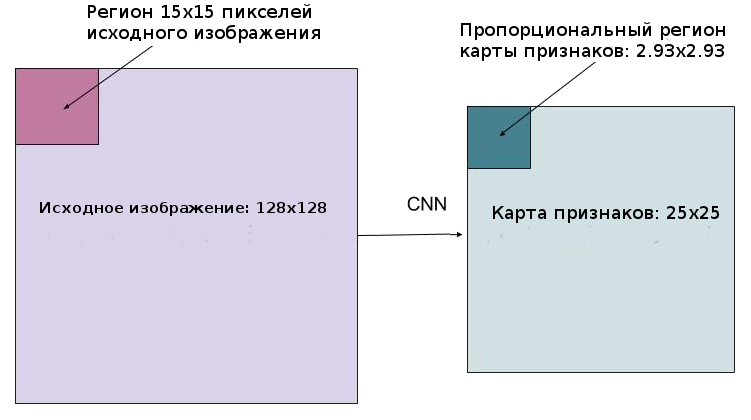 Регион 15x15 пикселей
исходного изображения
Пропорциональный регион
карты признаков: 2.93x2.93
Исходное изображение: 128x128
CNN
Карта признаков: 25x25